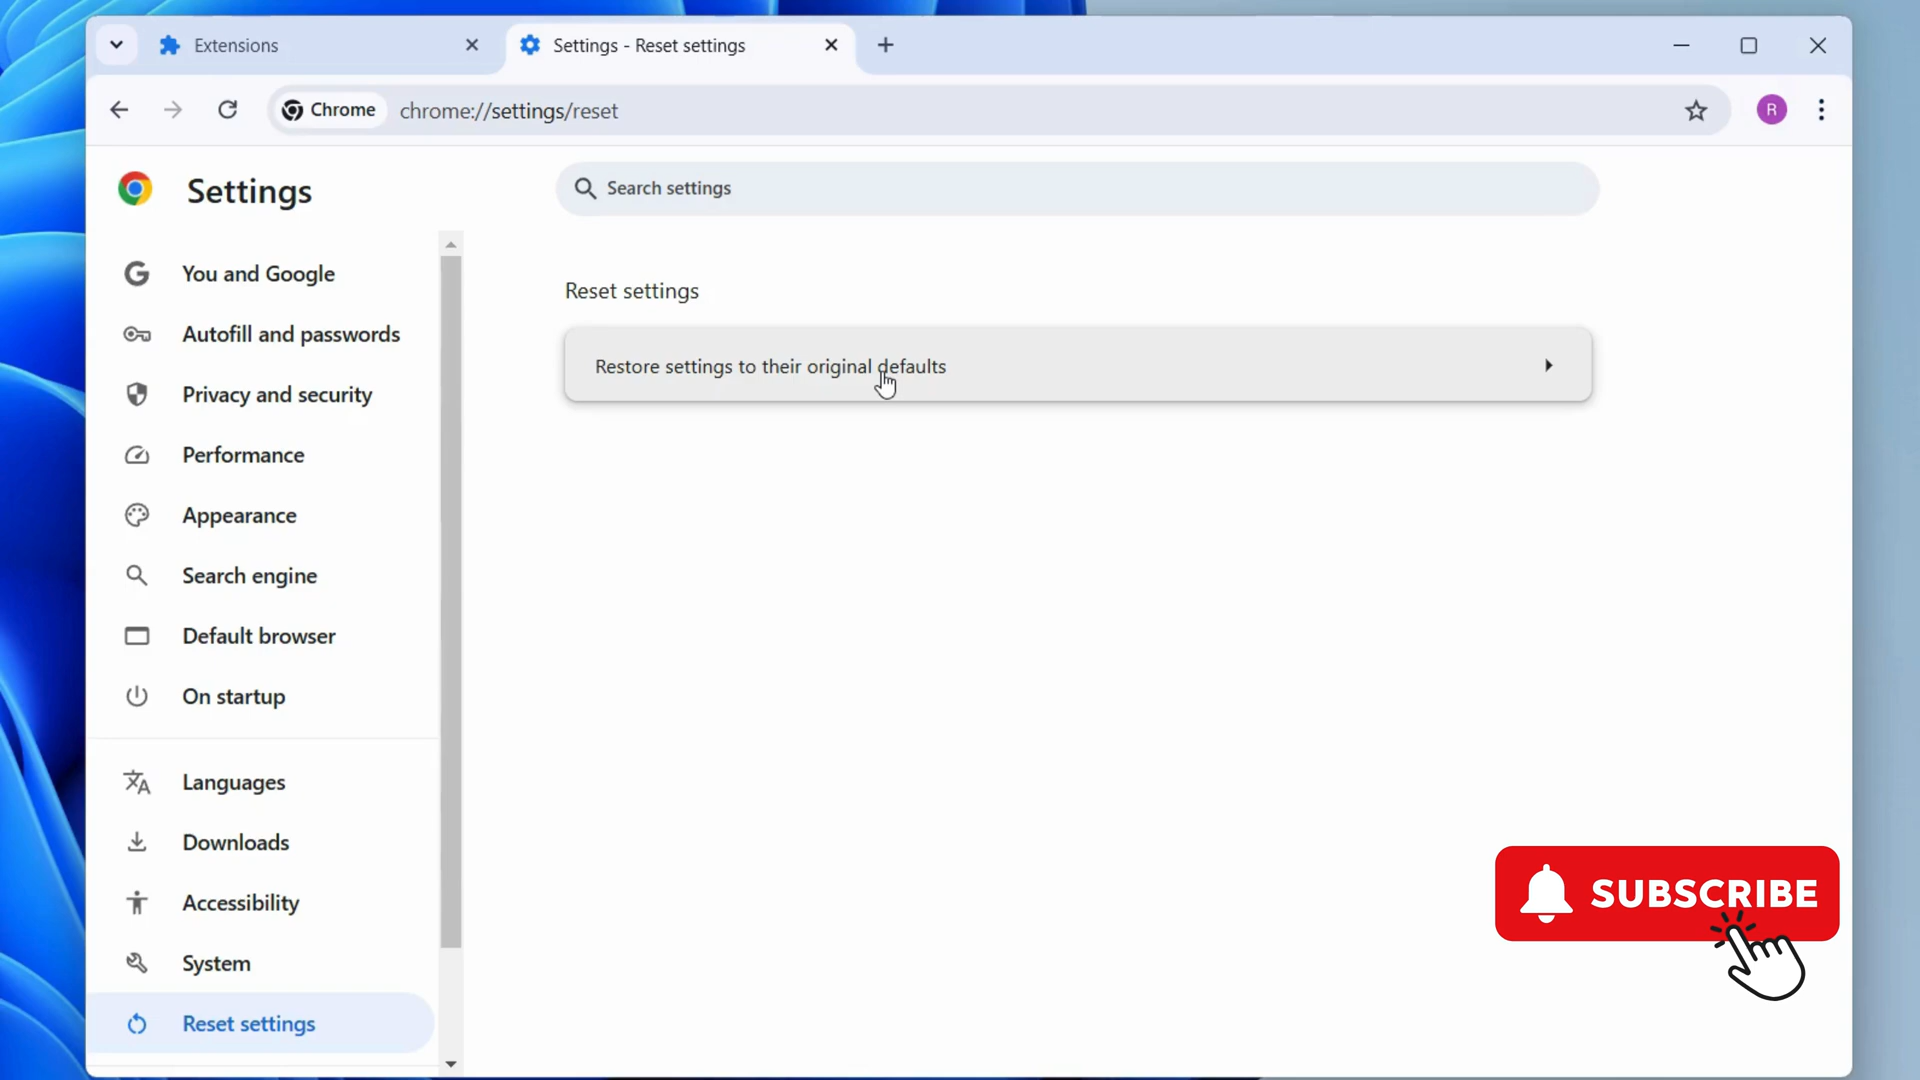 Extensions
Settings - Reset settings
Chrome
chrome://settings/reset
R
Settings
Search settings
You and Google
Autofill and passwords
Privacy and security
Performance
Appearance
Search engine
Default browser
On startup
Languages
Downloads
Accessibility
System
Reset settings
Reset settings
Restore settings to their original defaults
SUBSCRIBE